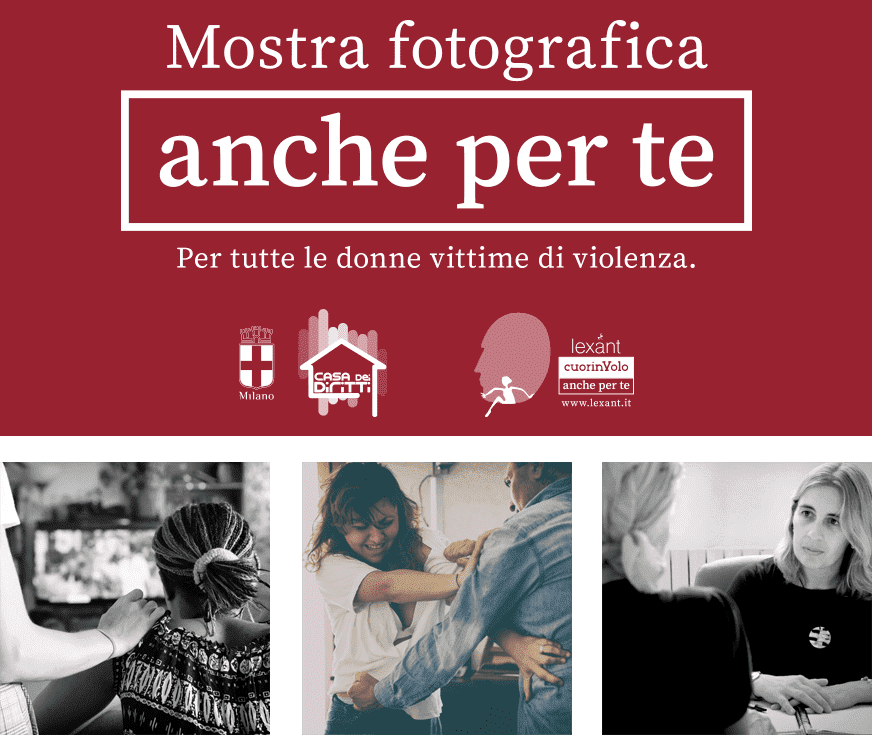 Mostra fotografica
anche per te
Per tutte le donne vittime di violenza.
Milano
CASA DEi
DiRiTTi
lexant
cuorinVolo
anche per te
www.lexant.it